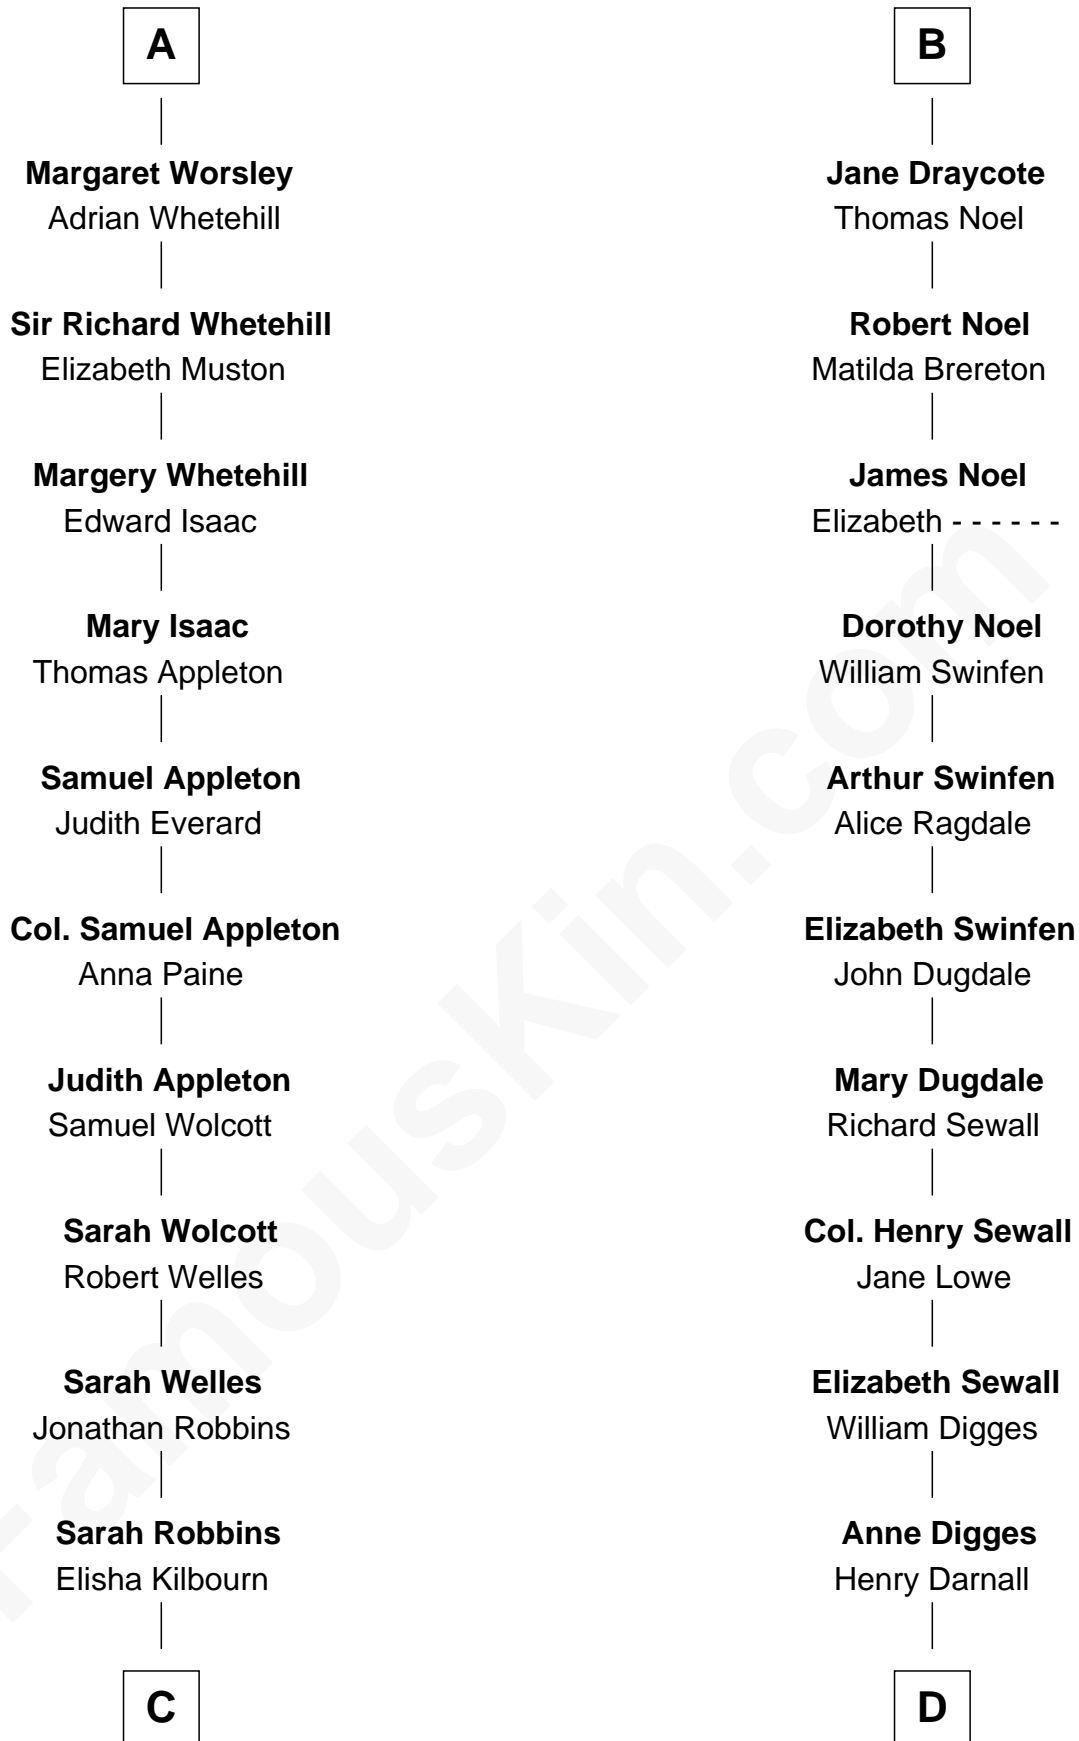 A
Margaret Worsley
Adrian Whetehill
Sir Richard Whetehill
Elizabeth Muston
Margery Whetehill
Edward Isaac
Mary Isaac
Thomas Appleton
Samuel Appleton
Judith Everard
Col. Samuel Appleton
Anna Paine
Judith Appleton
Samuel Wolcott
Sarah Wolcott
Robert Welles
Sarah Welles
Jonathan Robbins
Sarah Robbins
Elisha Kilbourn
C
B
Jane Draycote
Thomas Noel
Robert Noel
Matilda Brereton
James Noel
Elizabeth - - - - - -
Dorothy Noel
William Swinfen
Arthur Swinfen
Alice Ragdale
Elizabeth Swinfen
John Dugdale
Mary Dugdale
Richard Sewall
Col. Henry Sewall
Jane Lowe
Elizabeth Sewall
William Digges
Anne Digges
Henry Darnall
D
FamousKin.com